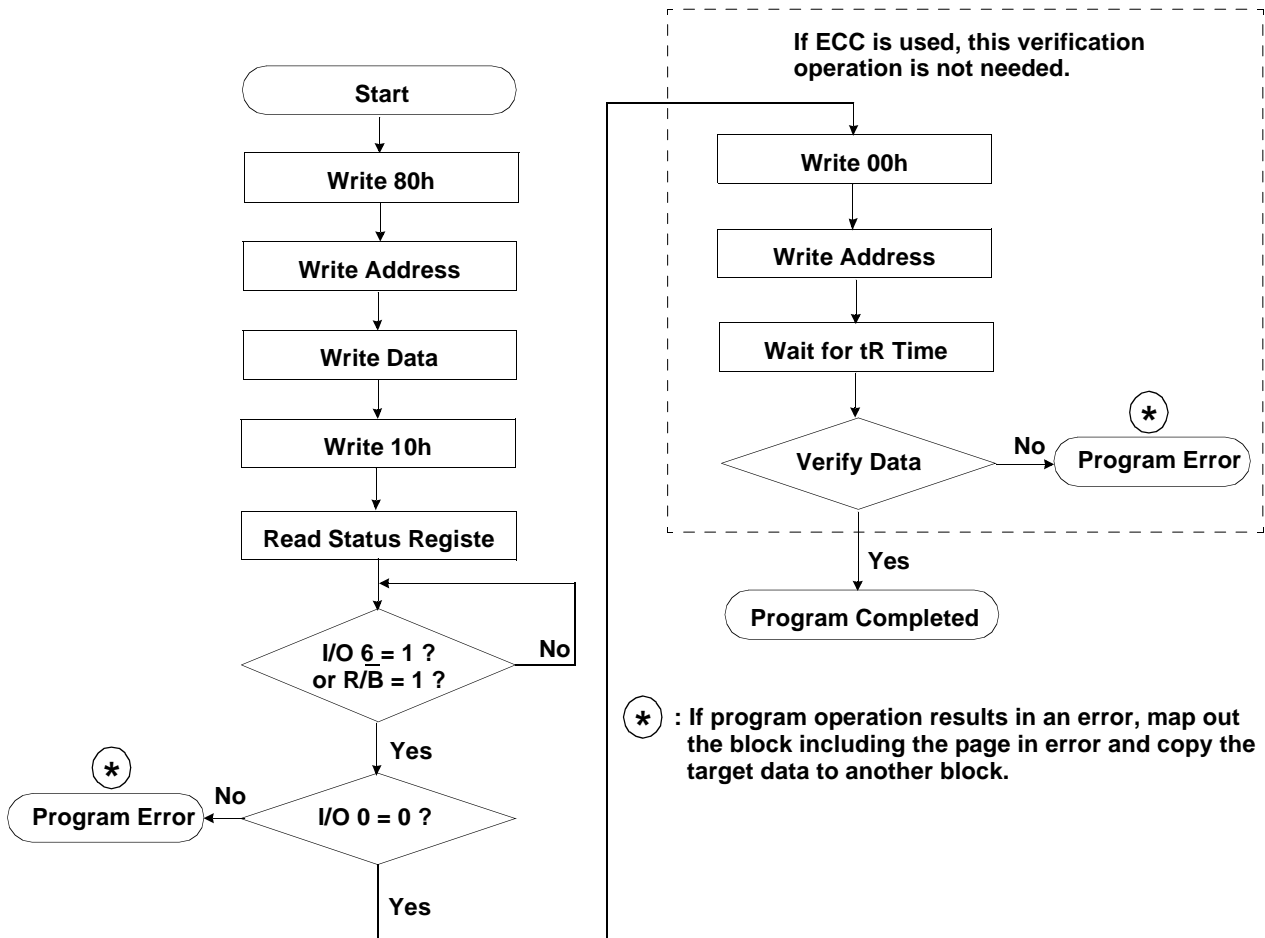 Start
Write 80h
Write Address
Write Data
Write 10h
Read Status Registe
I/O 6 = 1 ?
or R/B̅ = 1 ?
No
Yes
*
No
Program Error
I/O 0 = 0 ?
Yes
If ECC is used, this verification
operation is not needed.
Write 00h
Write Address
Wait for tR Time
*
Verify Data
No
Program Error
Yes
Program Completed
* : If program operation results in an error, map out
the block including the page in error and copy the
target data to another block.